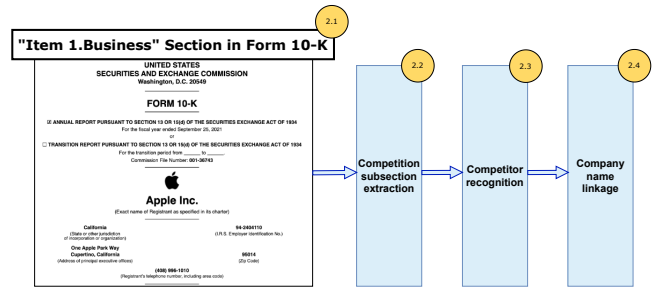 2.1
"Item 1.Business" Section in Form 10-K
UNITED STATES
SECURITIES AND EXCHANGE COMMISSION
Washington, D.C. 20549
FORM 10-K
☒ ANNUAL REPORT PURSUANT TO SECTION 13 OR 15(d) OF THE SECURITIES EXCHANGE ACT OF 1934
For the fiscal year ended September 25, 2021
or
☐ TRANSITION REPORT PURSUANT TO SECTION 13 OR 15(d) OF THE SECURITIES EXCHANGE ACT OF 1934
For the transition period from ______ to ______.
Commission File Number: 001-36743
Apple Inc.
(Exact name of Registrant as specified in its charter)
California 94-2404110
(State or other jurisdiction (I.R.S. Employer Identification No.)
of incorporation or organization)
One Apple Park Way
Cupertino, California 95014
(Address of principal executive offices) (Zip Code)
(408) 996-1010
(Registrant's telephone number, including area code)
2.2
Competition
subsection
extraction
2.3
Competitor
recognition
2.4
Company
name
linkage